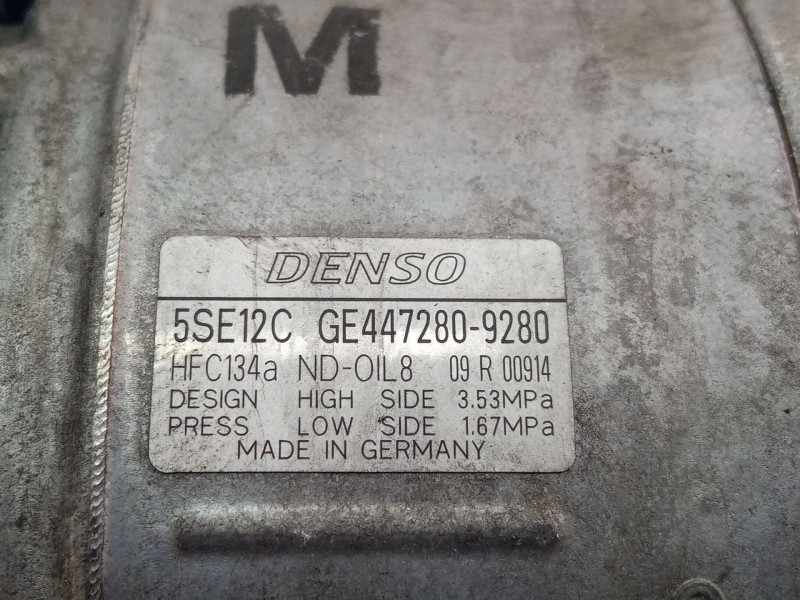 M
DENSO
5SE12C GE447280-9280
HFC134a ND-OIL8 09 R 00914
DESIGN HIGH SIDE 3.53MPa
PRESS LOW SIDE 1.67MPa
MADE IN GERMANY